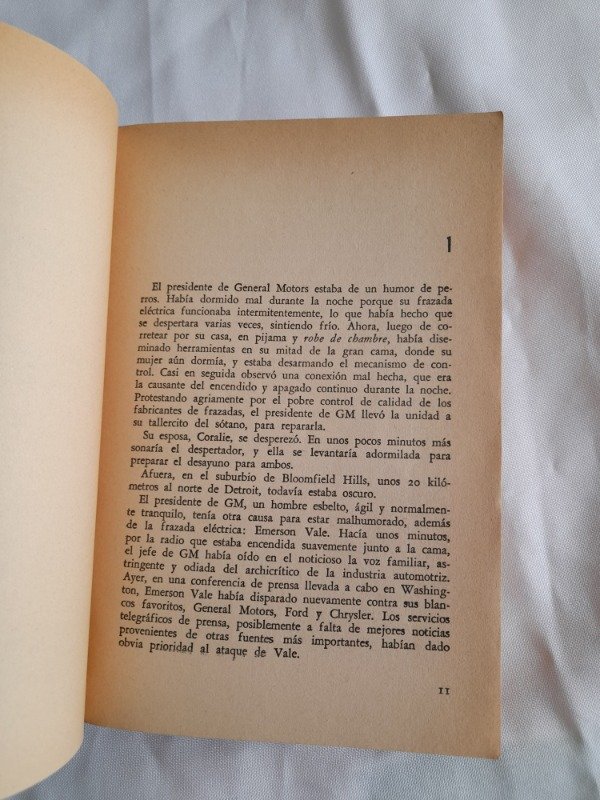 1
El presidente de General Motors estaba de un humor de pe-
rros. Había dormido mal durante la noche porque su frazada
eléctrica funcionaba intermitentemente, lo que había hecho que
se despertara varias veces, sintiendo frío. Ahora, luego de co-
rretear por su casa, en pijama y robe de chambre, había dise-
minado herramientas en su mitad de la gran cama, donde su
mujer aún dormía, y estaba desarmando el mecanismo de con-
trol. Casi en seguida observó una conexión mal hecha, que era
la causante del encendido y apagado continuo durante la noche.
Protestando agriamente por el pobre control de calidad de los
fabricantes de frazadas, el presidente de GM llevó la unidad a
su tallercito del sótano, para repararla.
Su esposa, Coralie, se desperezó. En unos pocos minutos más
sonaría el despertador, y ella se levantaría adormilada para
preparar el desayuno para ambos.
Afuera, en el suburbio de Bloomfield Hills, unos 20 kiló-
metros al norte de Detroit, todavía estaba oscuro.
El presidente de GM, un hombre esbelto, ágil y normalmen-
te tranquilo, tenía otra causa para estar malhumorado, además
de la frazada eléctrica: Emerson Vale. Hacía unos minutos,
por la radio que estaba encendida suavemente junto a la cama,
el jefe de GM había oído en el noticioso la voz familiar, as-
tringente y odiada del archicrítico de la industria automotriz.
Ayer, en una conferencia de prensa llevada a cabo en Washing-
ton, Emerson Vale había disparado nuevamente contra sus blan-
cos favoritos, General Motors, Ford y Chrysler. Los servicios
telegráficos de prensa, posiblemente a falta de mejores noticias
provenientes de otras fuentes más importantes, habían dado
obvia prioridad al ataque de Vale.
11